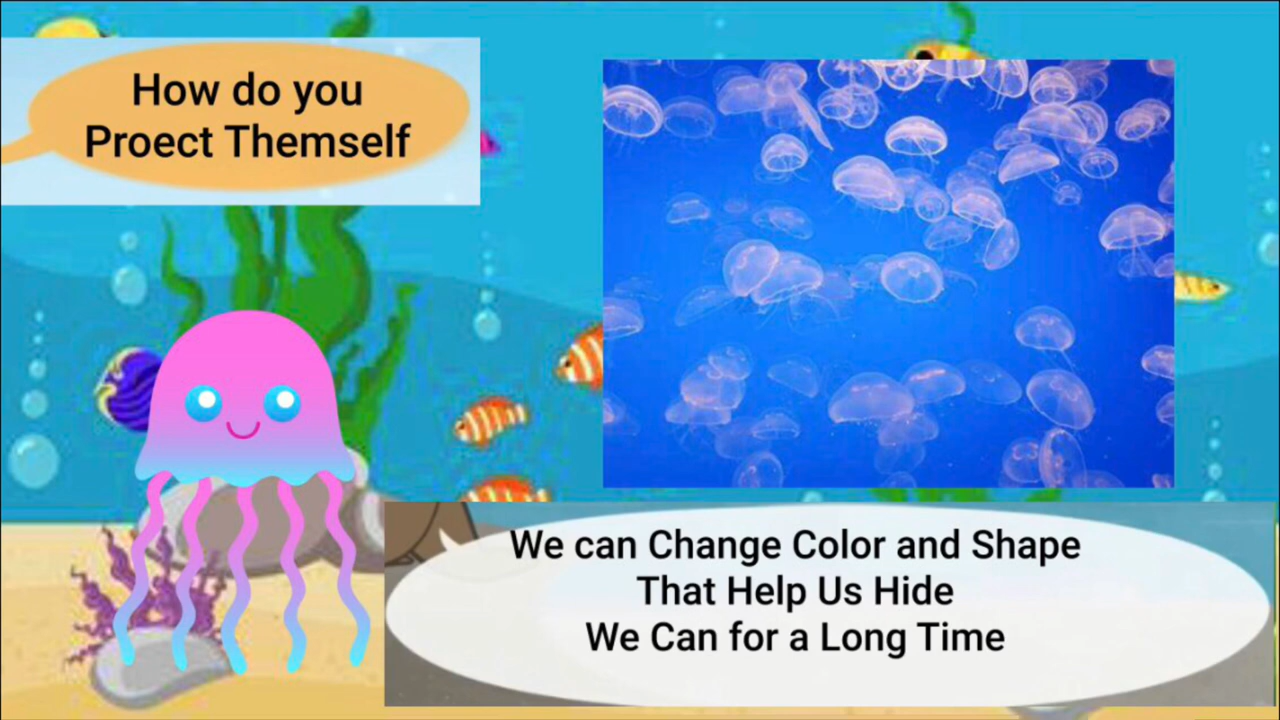 How do you
Proect Themself
We can Change Color and Shape
That Help Us Hide
We Can for a Long Time